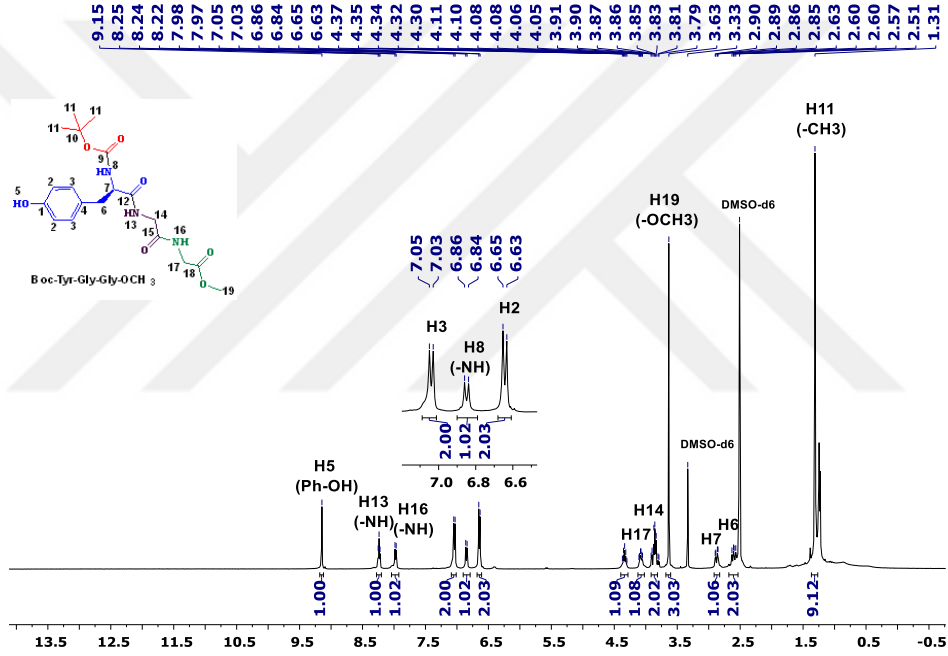 9.15 8.25 8.24 8.22 7.98 7.97 7.05 7.03 6.86 6.84 6.65 6.63 4.37 4.35 4.34 4.32 4.30 4.11 4.10 4.08 4.06 4.05 3.91 3.90 3.87 3.86 3.85 3.83 3.81 3.79 3.63 3.33 2.90 2.89 2.86 2.85 2.63 2.60 2.60 2.57 2.51 1.31
11
11
11
10
O
O
9
HN
8
5
2
3
7
O
HO
12
1
4
6
HN
14
13
2
3
15
16
O
NH
17
O
18
O
19
Boc-Tyr-Gly-Gly-OCH3
H11
(-CH3)
H19
(-OCH3)
DMSO-d6
7.05 7.03 6.86 6.84 6.65 6.63
H3
H8
(-NH)
H2
2.00 1.02 2.03
7.0 6.8 6.6
DMSO-d6
H5
(Ph-OH)
H13
(-NH)
H16
(-NH)
H17
H14
H7
H6
1.00 1.00 1.02 2.00 1.02 2.03 1.09 1.08 2.02 3.03 1.06 2.03 9.12
13.5 12.5 11.5 10.5 9.5 8.5 7.5 6.5 5.5 4.5 3.5 2.5 1.5 0.5 -0.5